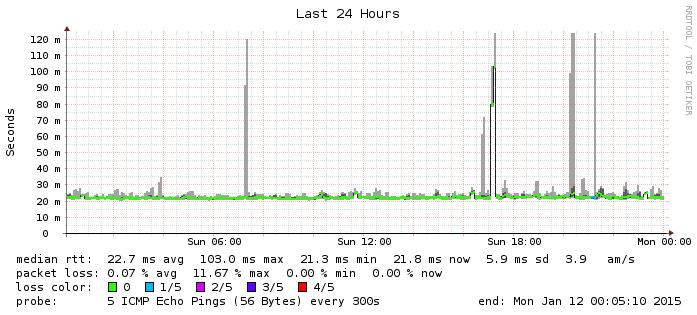 Last 24 Hours
RRDTOOL / TOBI OETIKER
Seconds
120 m
110 m
100 m
90 m
80 m
70 m
60 m
50 m
40 m
30 m
20 m
10 m
0
Sun 06:00 Sun 12:00 Sun 18:00 Mon 00:00
median rtt: 22.7 ms avg 103.0 ms max 21.3 ms min 21.8 ms now 5.9 ms sd 3.9 am/s
packet loss: 0.07 % avg 11.67 % max 0.00 % min 0.00 % now
loss color: 0 1/5 2/5 3/5 4/5
probe: 5 ICMP Echo Pings (56 Bytes) every 300s end: Mon Jan 12 00:05:10 2015